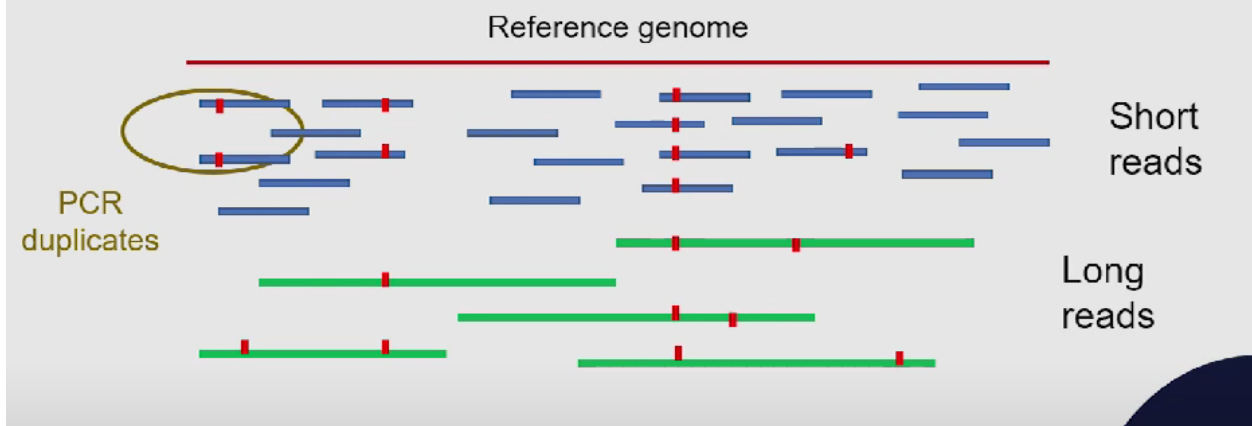 Reference genome
Short
reads
PCR
duplicates
Long
reads